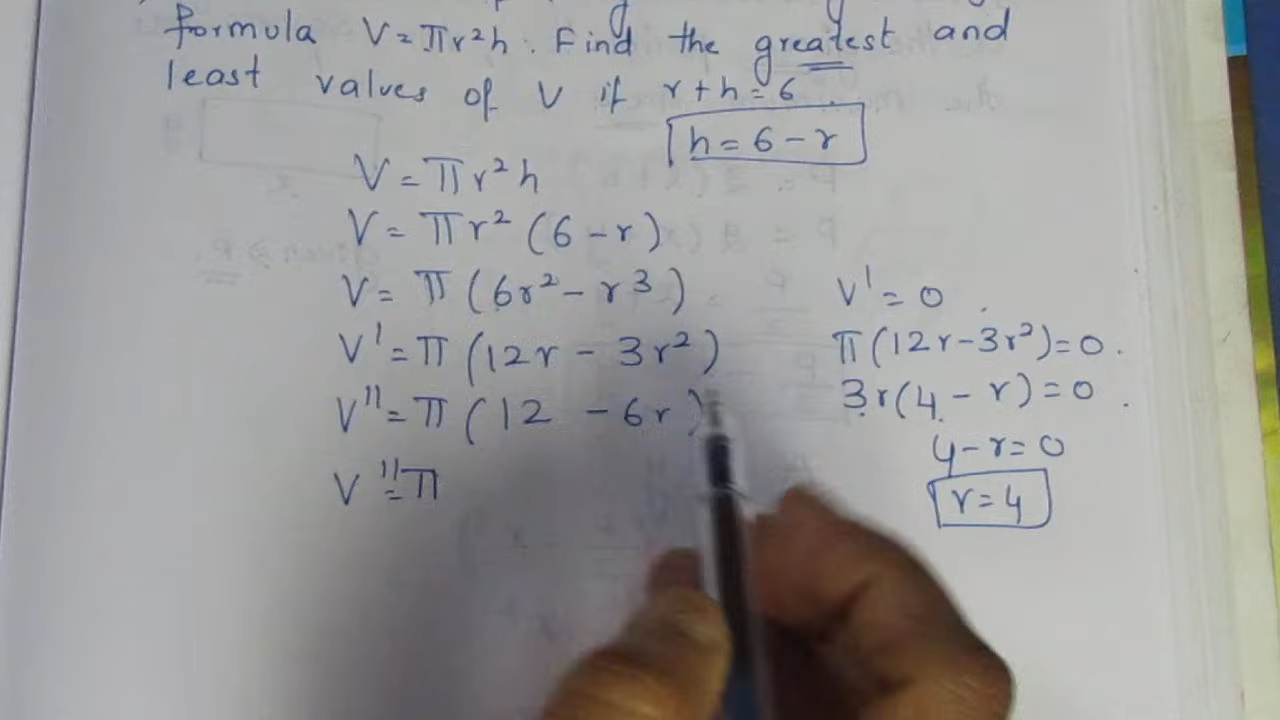 formula V=πr²h. Find the greatest and
least values of V if r+h=6.
h=6-r
V=πr²h
V=πr²(6-r)
V=π(6r²-r³)
V'=π(12r-3r²)
V"=π(12-6r)
V"=π
V'=0
π(12r-3r²)=0.
3r(4-r)=0.
4-r=0
r=4